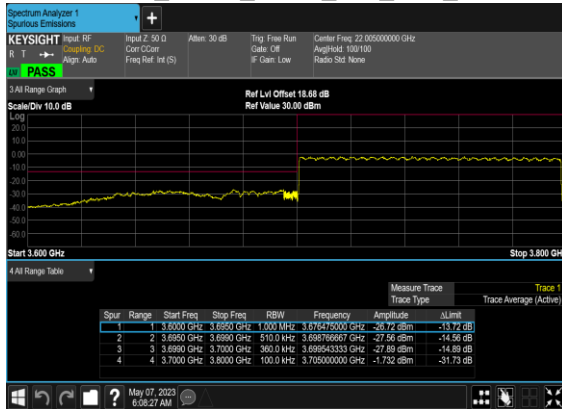 Spectrum Analyzer 1
Spurious Emissions
KEYSIGHT Input: RF Input Z: 50 Ω Atten: 30 dB Trig: Free Run Center Freq: 22.005000000 GHz
R T Coupling: DC Corr CCorr Gate: Off Avg|Hold: 100/100
Align: Auto Freq Ref: Int (S) IF Gain: Low Radio Std: None
PASS
3 All Range Graph
Ref Lvl Offset 18.68 dB
Scale/Div 10.0 dB Ref Value 30.00 dBm
Log
20.0
10.0
0.00
-10.0
-20.0
-30.0
-40.0
-50.0
-60.0
Start 3.600 GHz Stop 3.800 GH
4 All Range Table
Measure Trace Trace 1
Trace Type Trace Average (Active)
Spur Range Start Freq Stop Freq RBW Frequency Amplitude ΔLimit
1 1 3.6000 GHz 3.6950 GHz 1.000 MHz 3.676475000 GHz -26.72 dBm -13.72 dB
2 2 3.6950 GHz 3.6990 GHz 510.0 kHz 3.698766667 GHz -27.56 dBm -14.56 dB
3 3 3.6990 GHz 3.7000 GHz 360.0 kHz 3.699543333 GHz -27.89 dBm -14.89 dB
4 4 3.7000 GHz 3.8000 GHz 100.0 kHz 3.705000000 GHz -1.732 dBm -31.73 dB
May 07, 2023
6:08:27 AM